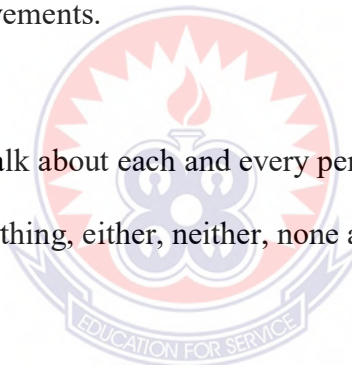 vements.
alk about each and every per
thing, either, neither, none a
EDUCATION FOR SERVICE